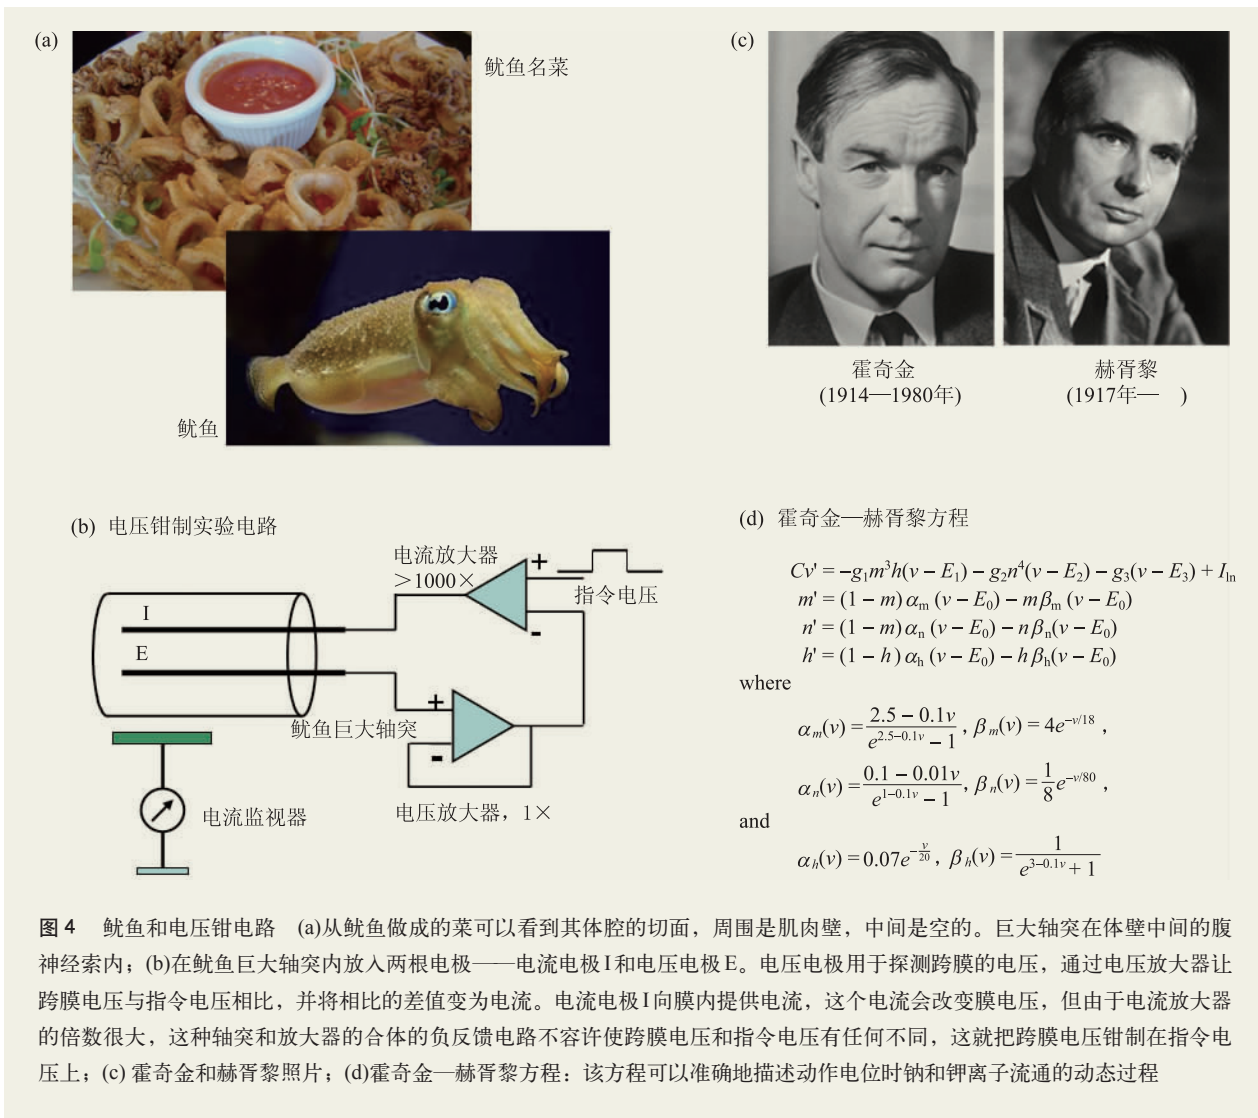 (a)
鱿鱼名菜
鱿鱼
(c)
霍奇金
(1914—1980年)
赫胥黎
(1917年—　)
(b) 电压钳制实验电路
电流放大器
>1000×
+
-
指令电压
I
E
鱿鱼巨大轴突
+
-
电压放大器，1×
电流监视器
(d) 霍奇金—赫胥黎方程
Cv' = –g₁m³h(v – E₁) – g₂n⁴(v – E₂) – g₃(v – E₃) + Iₗₙ
m' = (1 – m) αₘ (v – E₀) – mβₘ (v – E₀)
n' = (1 – m) αₙ (v – E₀) – nβₙ(v – E₀)
h' = (1 – h) αₕ (v – E₀) – hβₕ(v – E₀)
where
αₘ(v) = (2.5 – 0.1v)/(e^(2.5–0.1v) – 1), βₘ(v) = 4e^(–v/18) ,
αₙ(v) = (0.1 – 0.01v)/(e^(1–0.1v) – 1), βₙ(v) = (1/8)e^(–v/80) ,
and
αₕ(v) = 0.07e^(–v/20), βₕ(v) = 1/(e^(3–0.1v) + 1)
图 4　鱿鱼和电压钳电路　(a)从鱿鱼做成的菜可以看到其体腔的切面，周围是肌肉壁，中间是空的。巨大轴突在体壁中间的腹
神经索内；(b)在鱿鱼巨大轴突内放入两根电极——电流电极 I 和电压电极 E。电压电极用于探测跨膜的电压，通过电压放大器让
跨膜电压与指令电压相比，并将相比的差值变为电流。电流电极 I 向膜内提供电流，这个电流会改变膜电压，但由于电流放大器
的倍数很大，这种轴突和放大器的合体的负反馈电路不容许使跨膜电压和指令电压有任何不同，这就把跨膜电压钳制在指令电
压上；(c) 霍奇金和赫胥黎照片；(d)霍奇金—赫胥黎方程：该方程可以准确地描述动作电位时钠和钾离子流通的动态过程